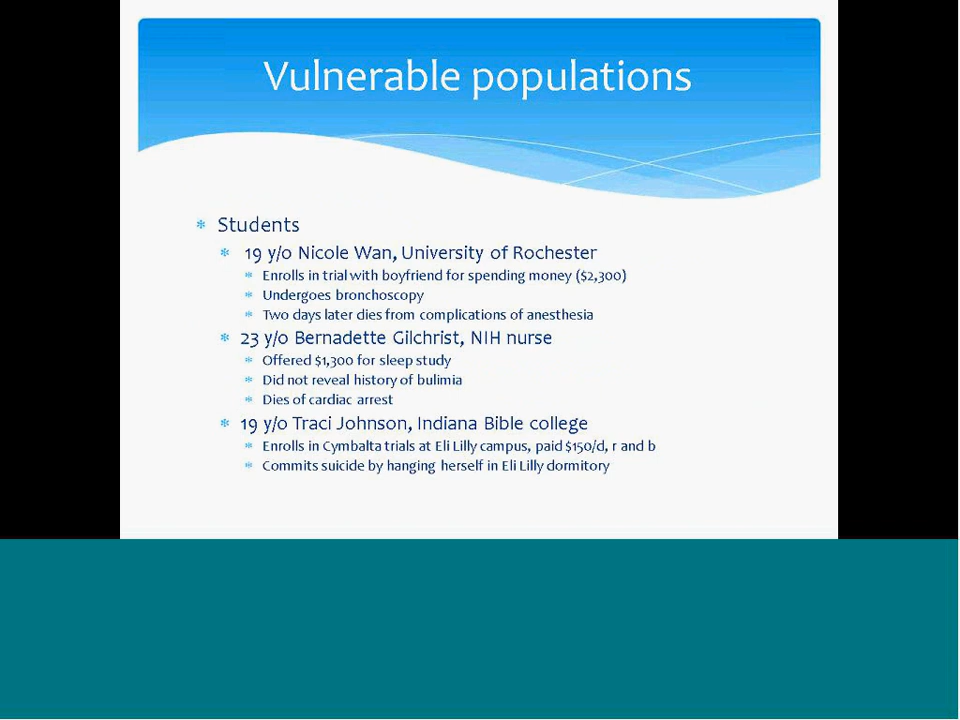 Vulnerable populations
Students
19 y/o Nicole Wan, University of Rochester
Enrolls in trial with boyfriend for spending money ($2,300)
Undergoes bronchoscopy
Two days later dies from complications of anesthesia
23 y/o Bernadette Gilchrist, NIH nurse
Offered $1,300 for sleep study
Did not reveal history of bulimia
Dies of cardiac arrest
19 y/o Traci Johnson, Indiana Bible college
Enrolls in Cymbalta trials at Eli Lilly campus, paid $150/d, r and b
Commits suicide by hanging herself in Eli Lilly dormitory